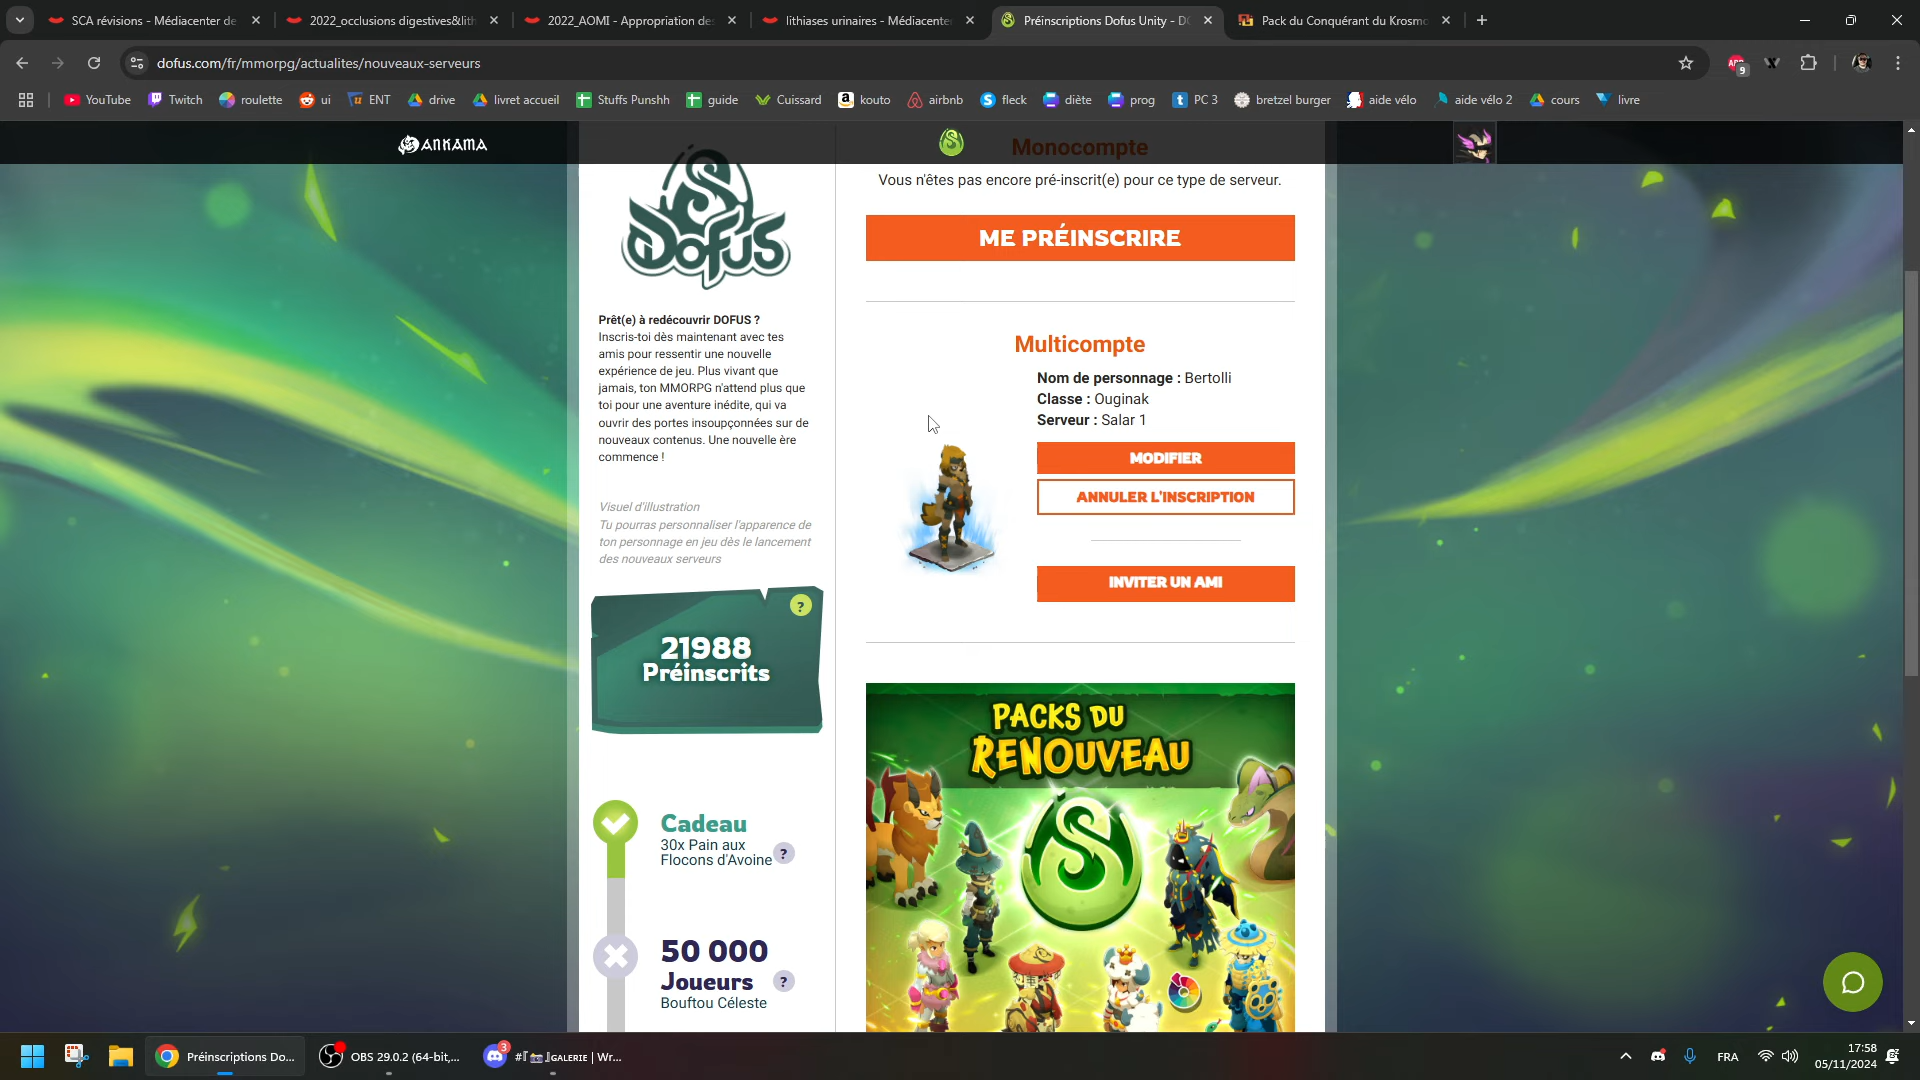 SCA révisions - Médiacenter de
2022_occlusions digestives&lith
2022_AOMI - Appropriation des
lithiases urinaires - Médiacenter
Préinscriptions Dofus Unity - DO
Pack du Conquérant du Krosmo
dofus.com/fr/mmorpg/actualites/nouveaux-serveurs
ABP
9
YouTube
Twitch
roulette
ui
ENT
drive
livret accueil
Stuffs Punshh
guide
Cuissard
kouto
airbnb
fleck
diète
prog
PC 3
bretzel burger
aide vélo
aide vélo 2
cours
livre
ANKAMA
DOFUS
Prêt(e) à redécouvrir DOFUS ?
Inscris-toi dès maintenant avec tes
amis pour ressentir une nouvelle
expérience de jeu. Plus vivant que
jamais, ton MMORPG n'attend plus que
toi pour une aventure inédite, qui va
ouvrir des portes insoupçonnées sur de
nouveaux contenus. Une nouvelle ère
commence !
Visuel d'illustration
Tu pourras personnaliser l'apparence de
ton personnage en jeu dès le lancement
des nouveaux serveurs
?
21988
Préinscrits
Cadeau
30x Pain aux
Flocons d'Avoine ?
50 000
Joueurs ?
Bouftou Céleste
Monocompte
Vous n'êtes pas encore pré-inscrit(e) pour ce type de serveur.
ME PRÉINSCRIRE
Multicompte
Nom de personnage : Bertolli
Classe : Ouginak
Serveur : Salar 1
MODIFIER
ANNULER L'INSCRIPTION
INVITER UN AMI
PACKS DU
RENOUVEAU
Préinscriptions Do...
OBS 29.0.2 (64-bit,...
3
#『📷』GALERIE | Wr...
FRA
17:58
05/11/2024